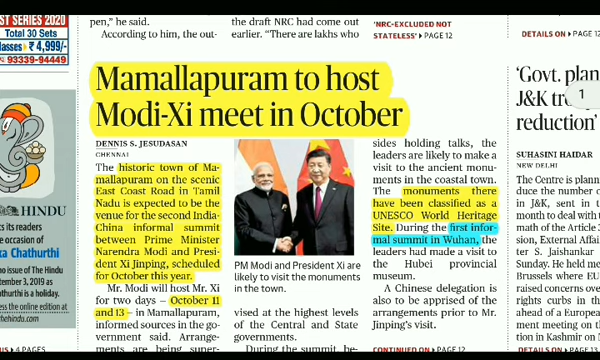 ST SERIES 2020
Total 30 Sets
₹ 4,999/-
93339-94449
HINDU
its readers
occasion of
Chathurthi
no issue of The Hindu
3, 2019 as
is a holiday.
the online edition at
pen," he said.
According to him, the out-
the draft NRC had come out
earlier. "There are lakhs who
'NRC-EXCLUDED NOT
STATELESS' ▶ PAGE 12
DETAILS ON ▶ PAGE 12
Mamallapuram to host
Modi-Xi meet in October
DENNIS S. JESUDASAN
CHENNAI
The historic town of Ma-
mallapuram on the scenic
East Coast Road in Tamil
Nadu is expected to be the
venue for the second India-
China informal summit
between Prime Minister
Narendra Modi and Presi-
dent Xi Jinping, scheduled
for October this year.
Mr. Modi will host Mr. Xi
for two days – October 11
and 13 – in Mamallapuram,
informed sources in the go-
vernment said. Arrange-
ments are being super-
PM Modi and President Xi are
likely to visit the monuments
in the town.
vised at the highest levels
of the Central and State
governments.
During the summit, be-
sides holding talks, the
leaders are likely to make a
visit to the ancient monu-
ments in the coastal town.
The monuments there
have been classified as a
UNESCO World Heritage
Site. During the first infor-
mal summit in Wuhan, the
leaders had made a visit to
the Hubei provincial
museum.
A Chinese delegation is
also to be apprised of the
arrangements prior to Mr.
Jinping's visit.
CONTINUED ON ▶ PAGE 12
'Govt. plan
J&K
reduction'
1
SUHASINI HAIDAR
NEW DELHI
The Centre is plann
duce the number o
in J&K, sent in t
month to deal with t
math of the Article 3
sion, External Affai
ter S. Jaishankar
Sunday. He held me
Brussels where EU
raised concerns over
rights curbs in th
ahead of a European
ment meeting on th
tion in Kashmir on M
▶ 4 PAGES
DETAILS ON ▶ PAGE 13